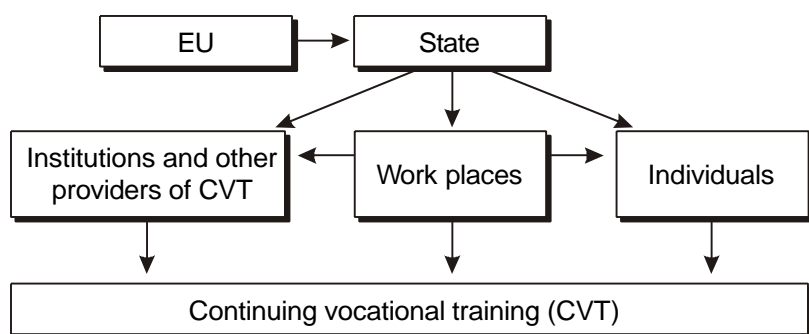 EU
State
Institutions and other
providers of CVT
Work places
Individuals
Continuing vocational training (CVT)